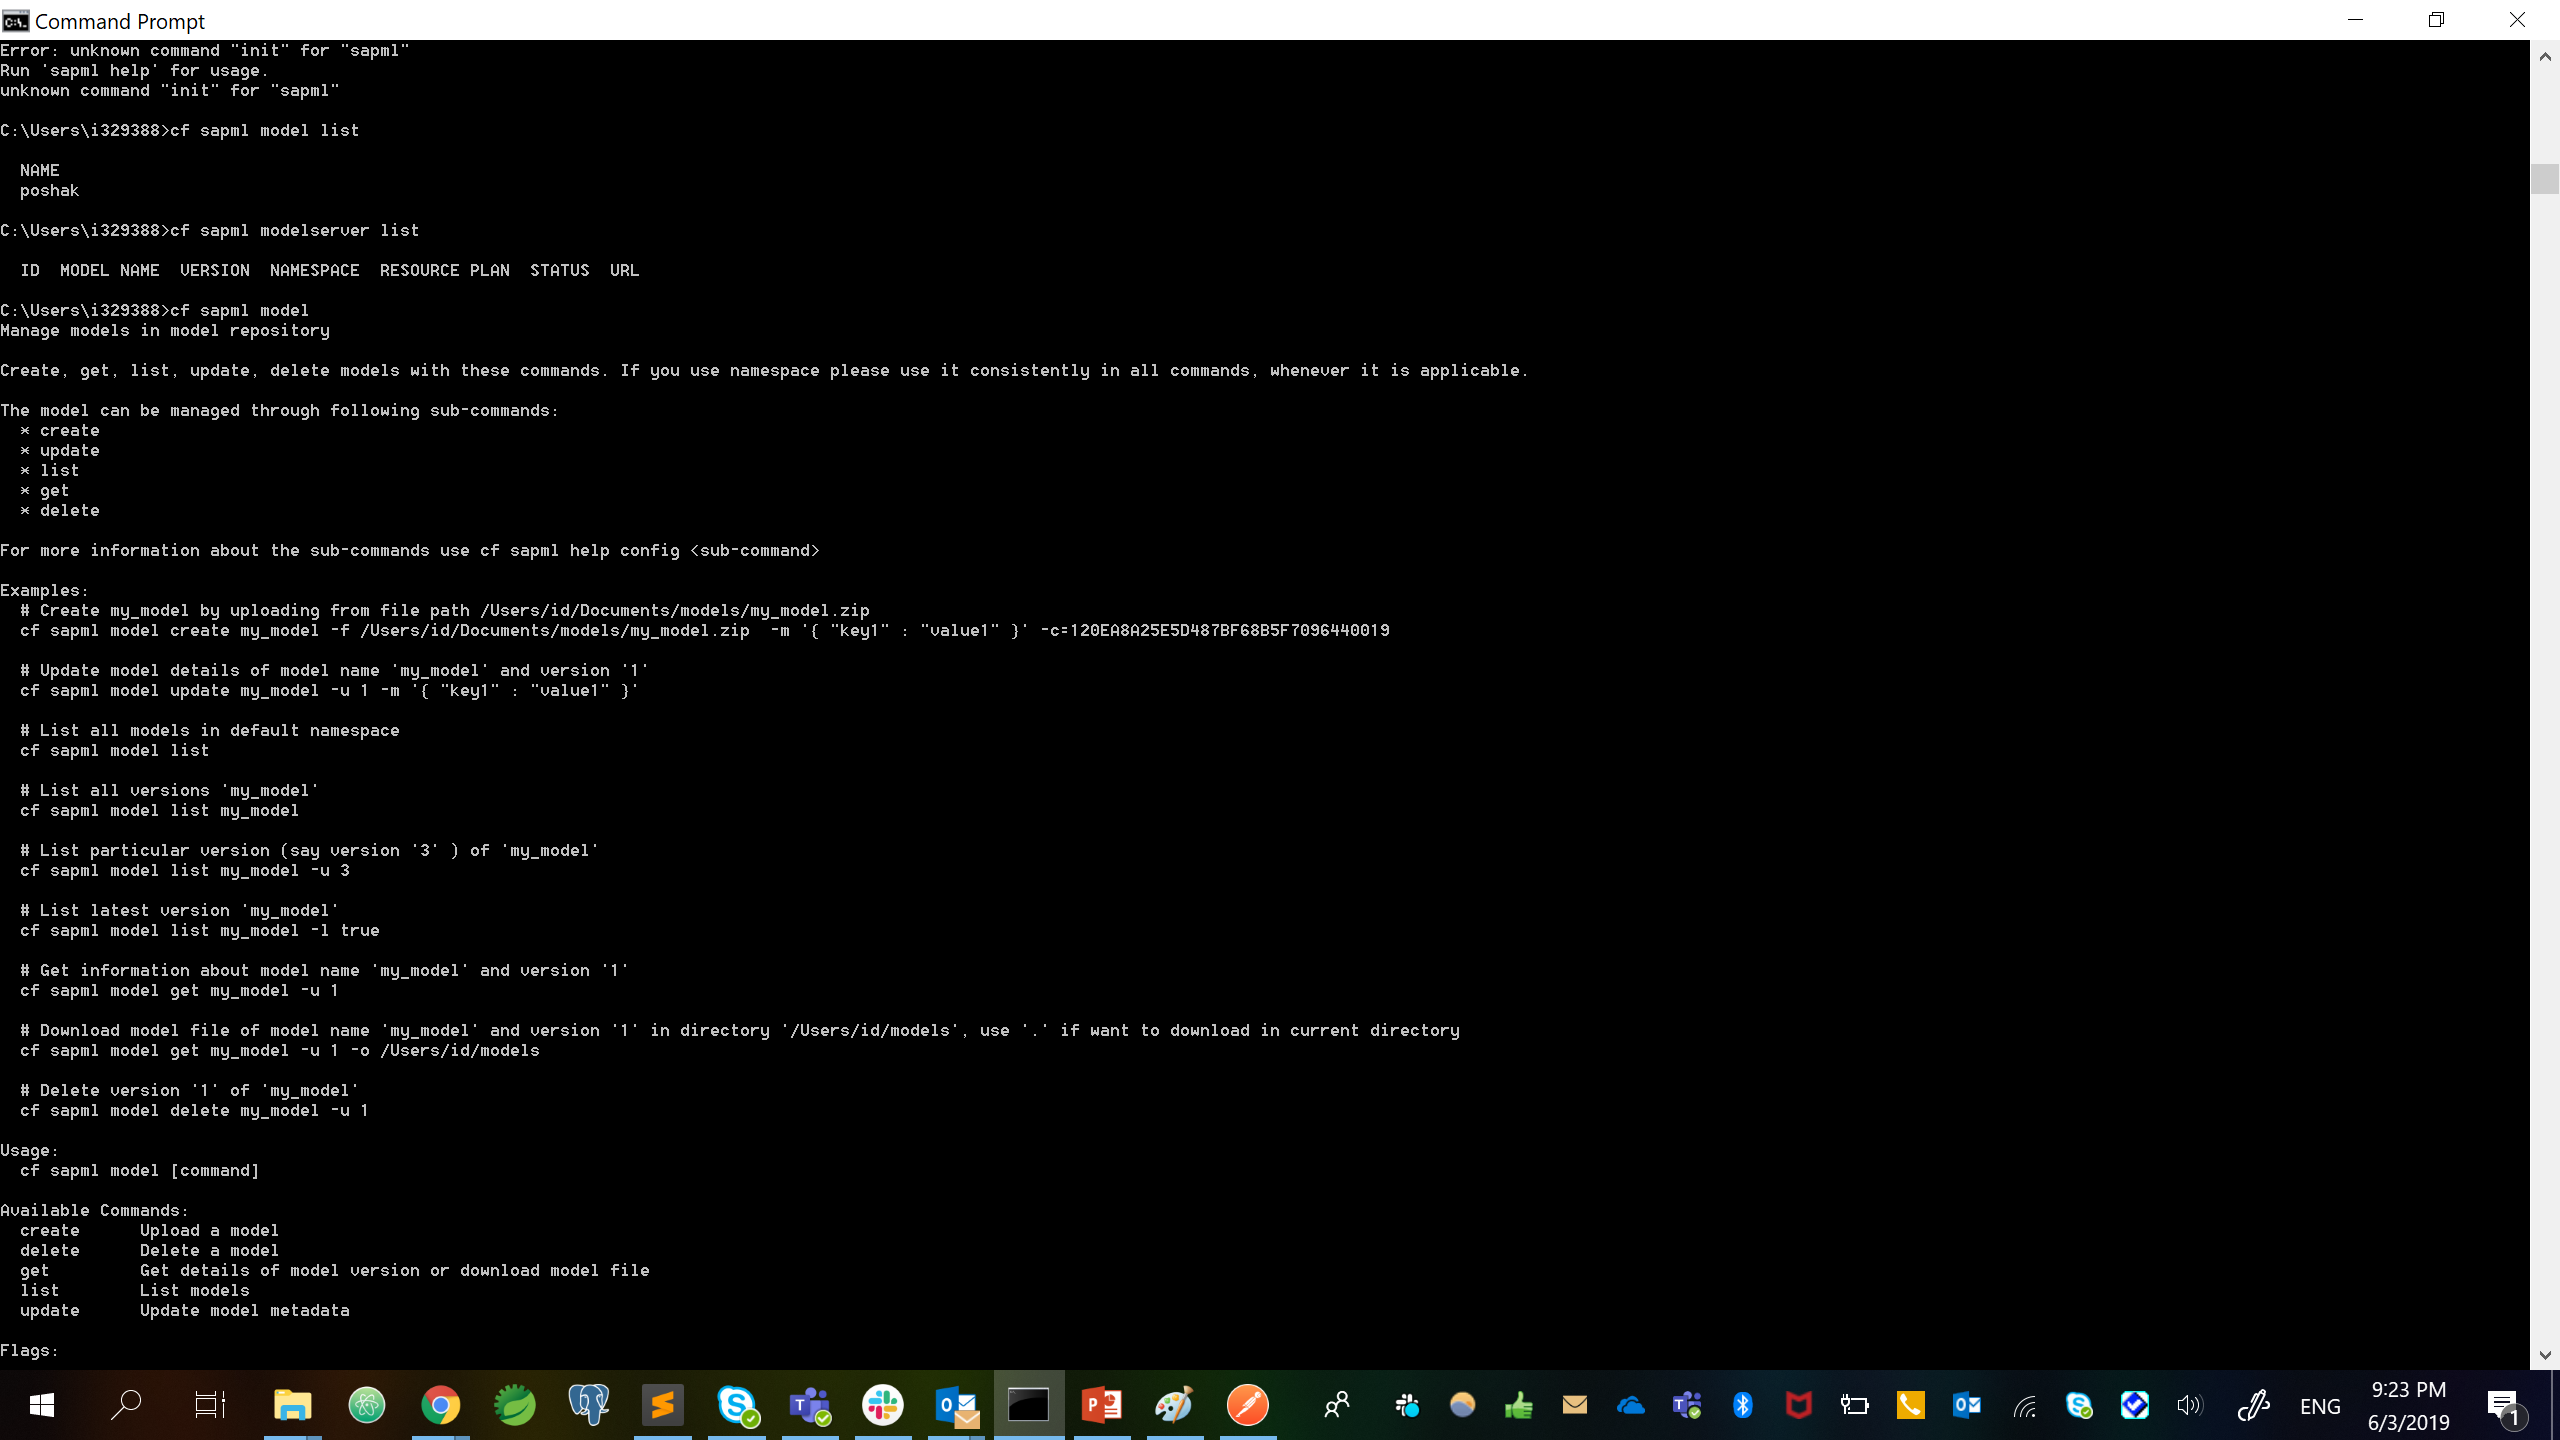 Command Prompt
Error: unknown command "init" for "sapml"
Run 'sapml help' for usage.
unknown command "init" for "sapml"
C:\Users\i329388>cf sapml model list
NAME
poshak
C:\Users\i329388>cf sapml modelserver list
ID  MODEL NAME  VERSION  NAMESPACE  RESOURCE PLAN  STATUS  URL
C:\Users\i329388>cf sapml model
Manage models in model repository
Create, get, list, update, delete models with these commands. If you use namespace please use it consistently in all commands, whenever it is applicable.
The model can be managed through following sub-commands:
* create
* update
* list
* get
* delete
For more information about the sub-commands use cf sapml help config <sub-command>
Examples:
# Create my_model by uploading from file path /Users/id/Documents/models/my_model.zip
cf sapml model create my_model -f /Users/id/Documents/models/my_model.zip  -m '{ "key1" : "value1" }' -c=120EA8A25E5D487BF68B5F7096440019
# Update model details of model name 'my_model' and version '1'
cf sapml model update my_model -u 1 -m '{ "key1" : "value1" }'
# List all models in default namespace
cf sapml model list
# List all versions 'my_model'
cf sapml model list my_model
# List particular version (say version '3' ) of 'my_model'
cf sapml model list my_model -u 3
# List latest version 'my_model'
cf sapml model list my_model -l true
# Get information about model name 'my_model' and version '1'
cf sapml model get my_model -u 1
# Download model file of model name 'my_model' and version '1' in directory '/Users/id/models', use '.' if want to download in current directory
cf sapml model get my_model -u 1 -o /Users/id/models
# Delete version '1' of 'my_model'
cf sapml model delete my_model -u 1
Usage:
cf sapml model [command]
Available Commands:
create      Upload a model
delete      Delete a model
get         Get details of model version or download model file
list        List models
update      Update model metadata
Flags:
ENG
9:23 PM
6/3/2019
1